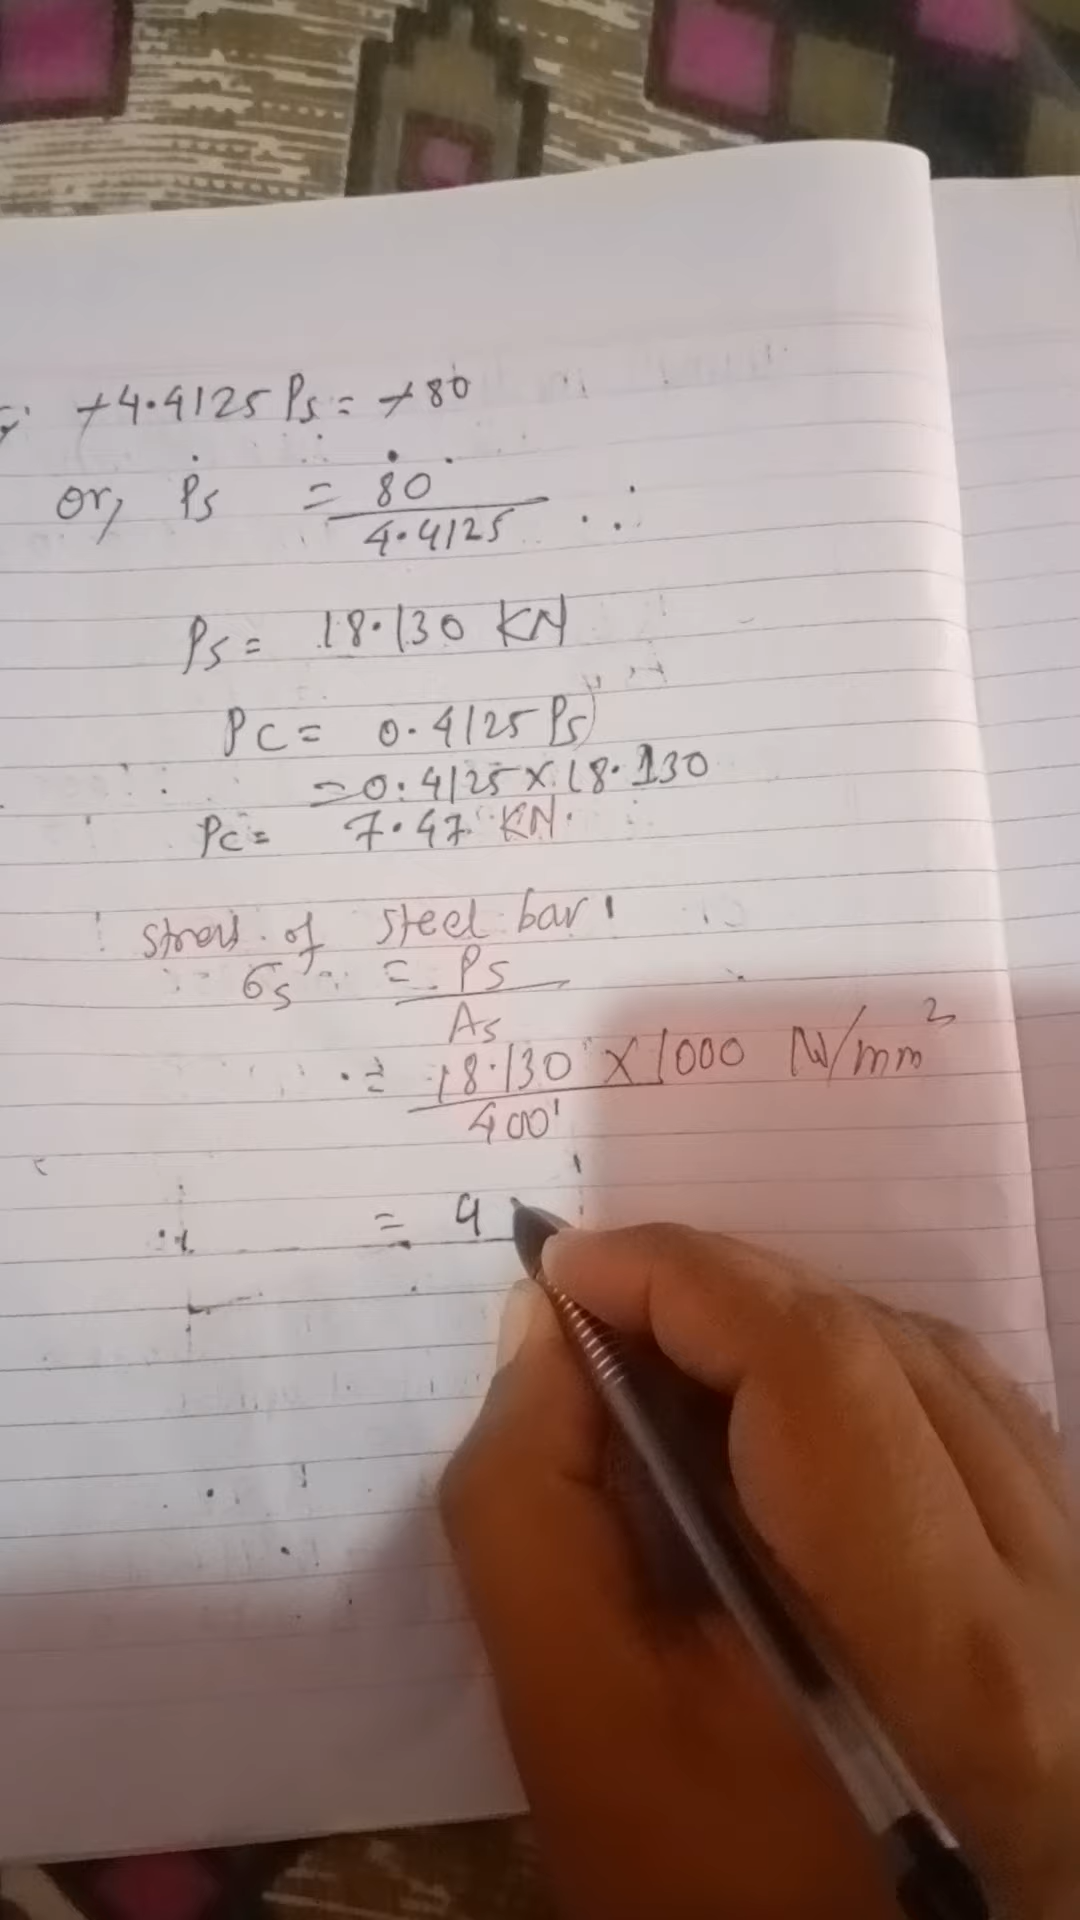 +4.4125 Ps = +80
or, Ps = 80
4.4125
Ps = 18.130 KN
PC = 0.4125 Ps
= 0.4125 × 18.130
Pc = 7.47 KN.
stress of steel bar
σs = Ps
As
= 18.130 × 1000 N/mm²
400
= 4